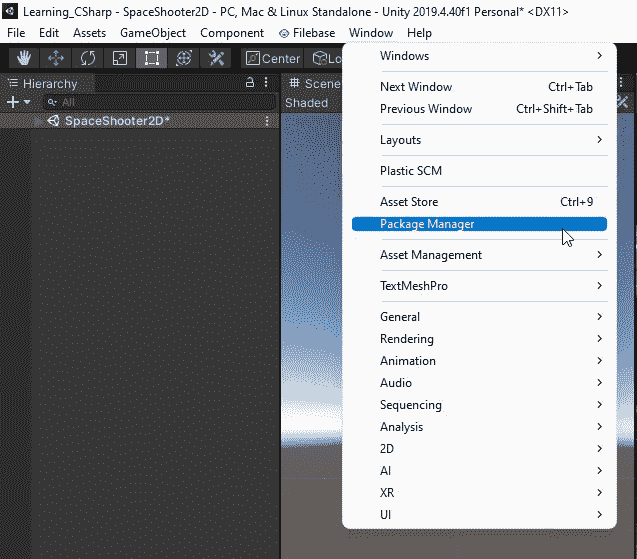 Learning_CSharp - SpaceShooter2D - PC, Mac & Linux Standalone - Unity 2019.4.40f1 Personal* <DX11>
File Edit Assets GameObject Component Filebase Window Help
Center Lo
Hierarchy
Scene
All
Shaded
SpaceShooter2D*
Windows
Next Window Ctrl+Tab
Previous Window Ctrl+Shift+Tab
Layouts
Plastic SCM
Asset Store Ctrl+9
Package Manager
Asset Management
TextMeshPro
General
Rendering
Animation
Audio
Sequencing
Analysis
2D
AI
XR
UI